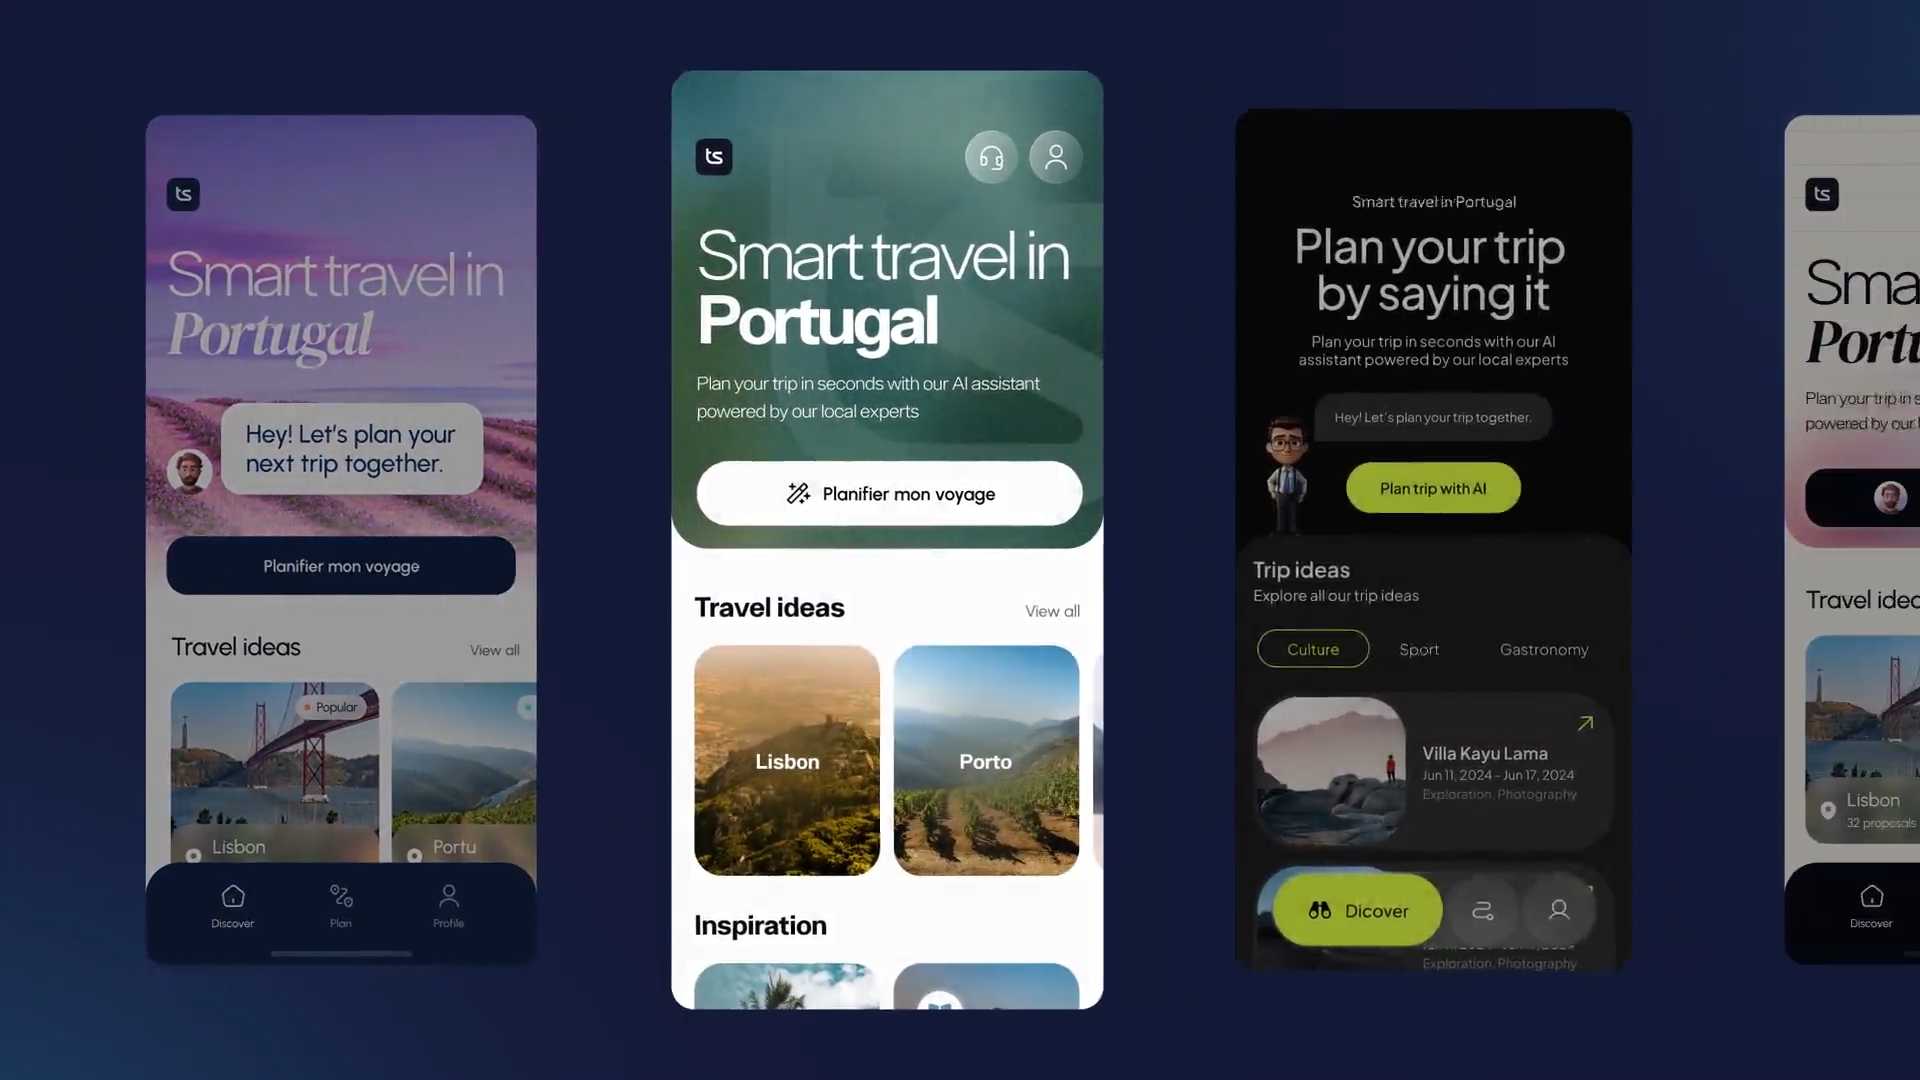 ts
Smart travel in
Portugal
Hey! Let's plan your
next trip together.
Planifier mon voyage
Travel ideas
View all
Popular
Lisbon
Portu
Discover
Plan
Profile
ts
Smart travel in
Portugal
Plan your trip in seconds with our AI assistant
powered by our local experts
Planifier mon voyage
Travel ideas
View all
Lisbon
Porto
Inspiration
Smart travel in Portugal
Plan your trip
by saying it
Plan your trip in seconds with our AI
assistant powered by our local experts
Hey! Let's plan your trip together.
Plan trip with AI
Trip ideas
Explore all our trip ideas
Culture
Sport
Gastronomy
Villa Kayu Lama
Jun 11, 2024 - Jun 17, 2024
Exploration, Photography
Dicover
Exploration, Photography
ts
Sma
Portu
Plan your trip in s
powered by our
Travel idea
Lisbon
32 proposals
Discover